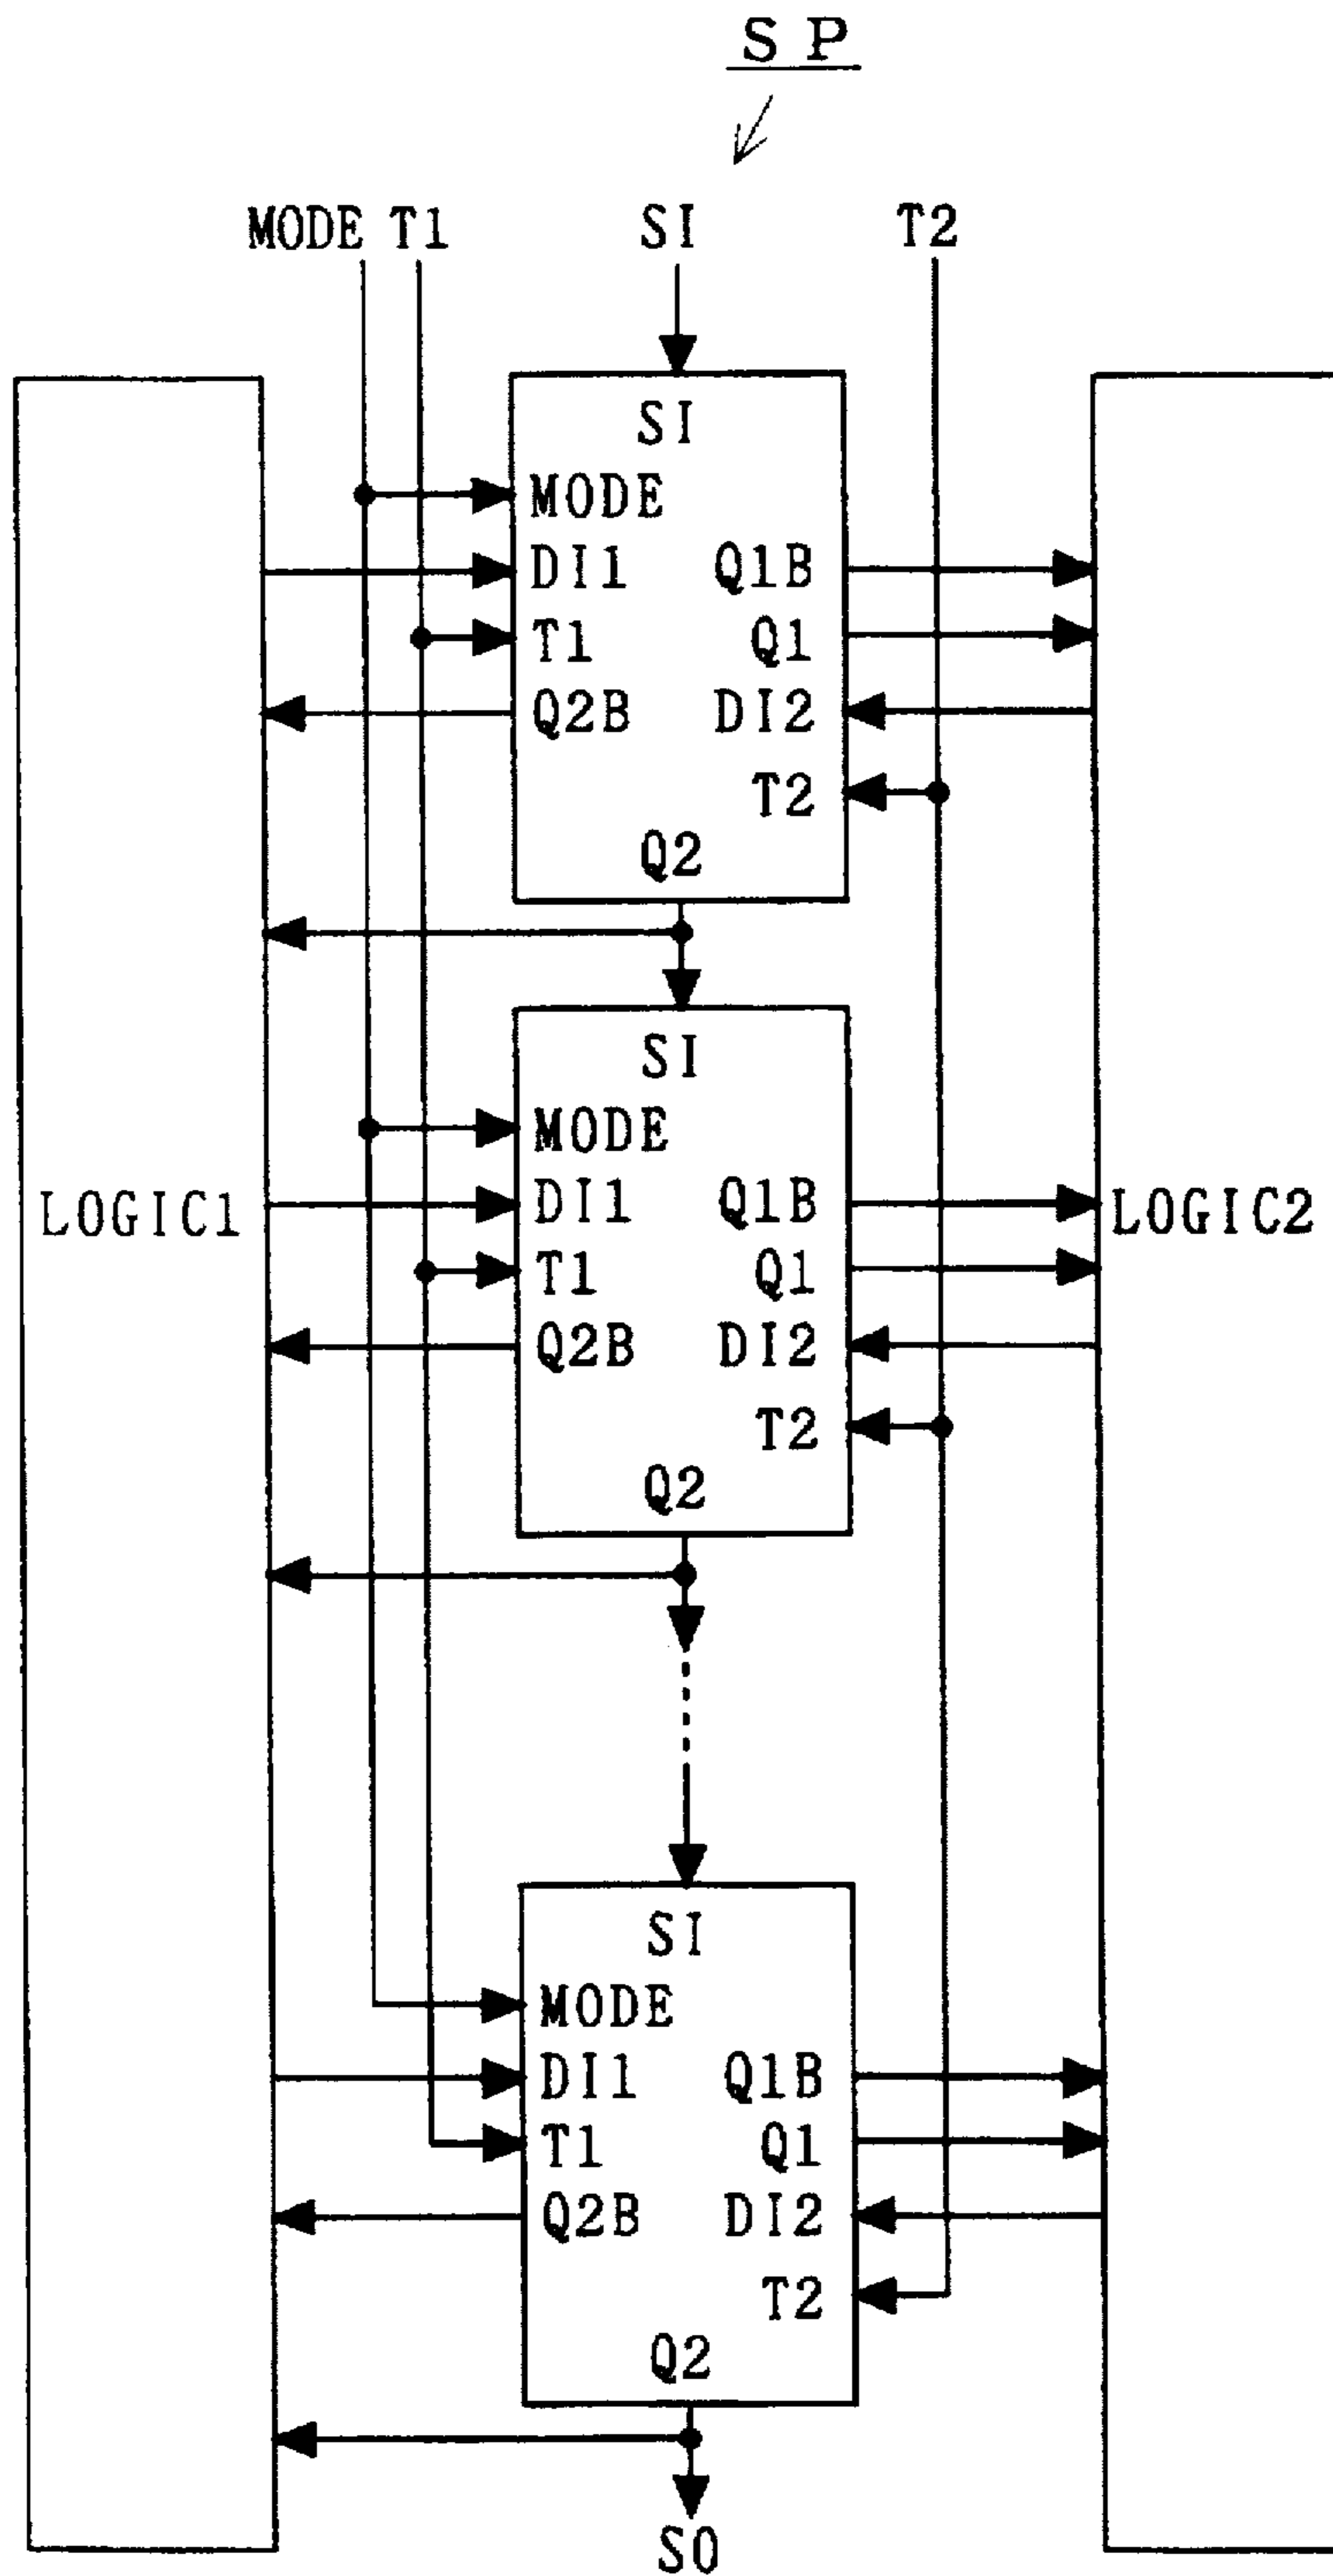 SP
MODE T1 SI T2
SI
MODE
DI1 Q1B
T1 Q1
Q2B DI2
T2
Q2
SI
MODE
LOGIC1 DI1 Q1B LOGIC2
T1 Q1
Q2B DI2
T2
Q2
SI
MODE
DI1 Q1B
T1 Q1
Q2B DI2
T2
Q2
SO